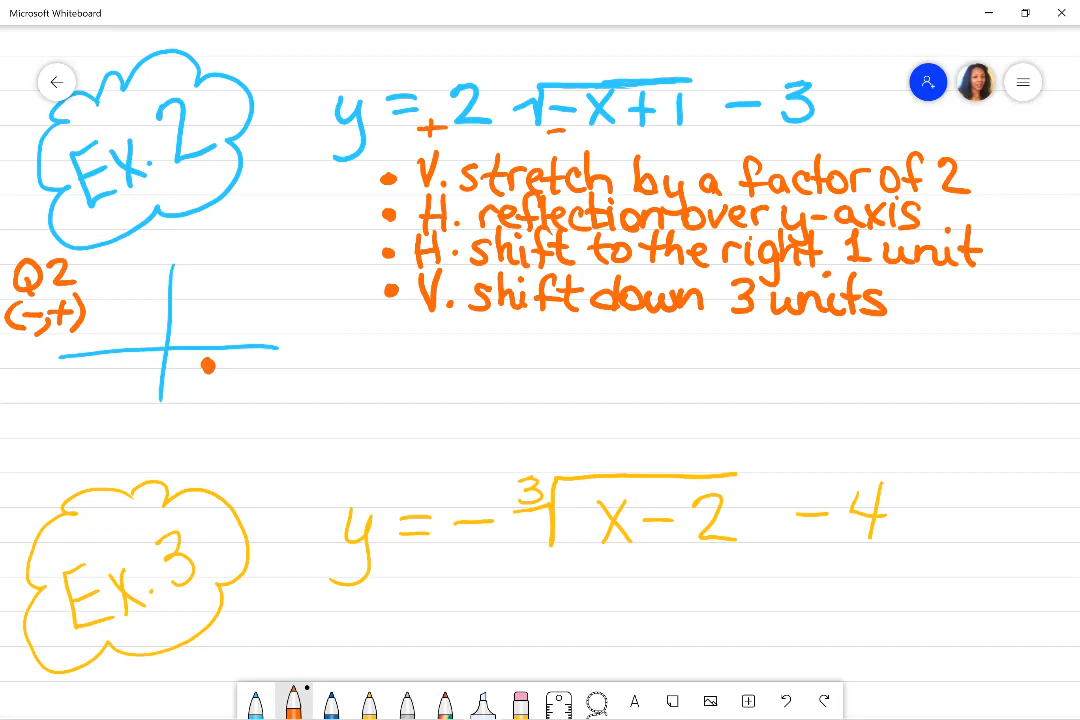 Microsoft Whiteboard
Ex. 2
y = 2 √-x+1 - 3
+ -
• V. stretch by a factor of 2
• H. reflection over y-axis
• H. shift to the right 1 unit
• V. shift down 3 units
Q2
(-,+)
Ex. 3
y = - ∛x-2 - 4
A